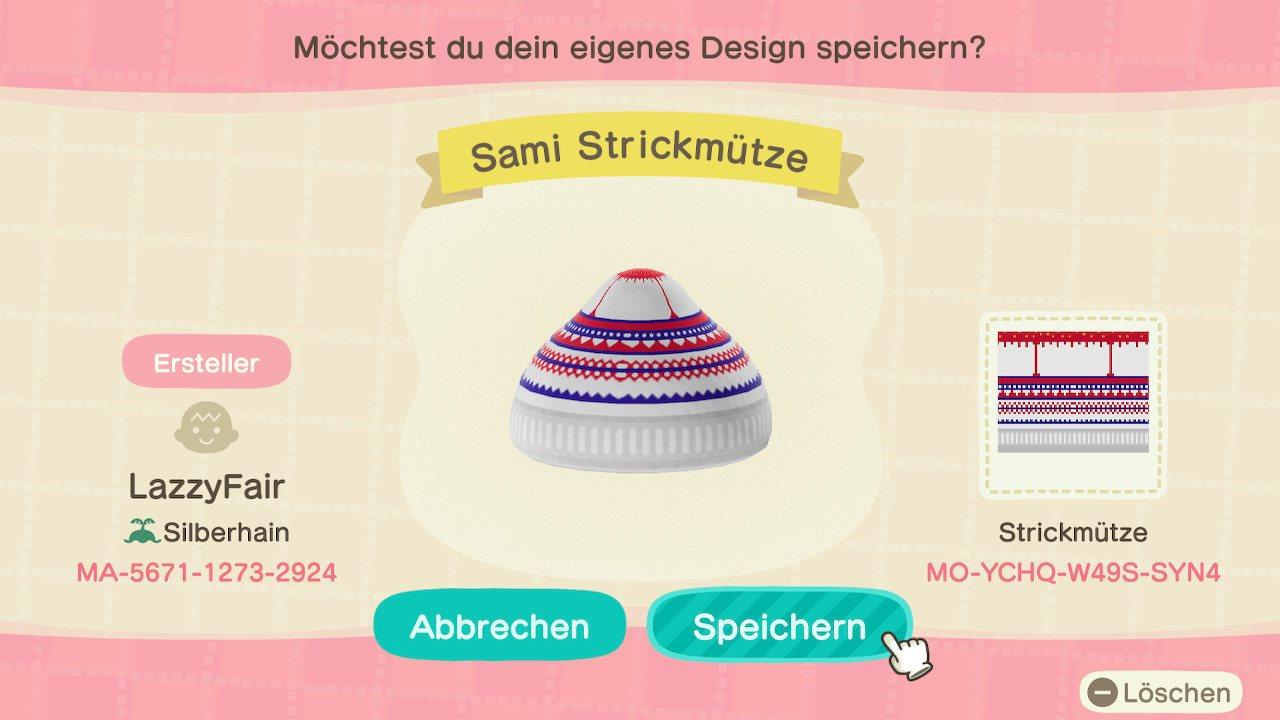 Möchtest du dein eigenes Design speichern?
Sami Strickmütze
Ersteller
LazzyFair
Silberhain
MA-5671-1273-2924
Strickmütze
MO-YCHQ-W49S-SYN4
Abbrechen
Speichern
Löschen